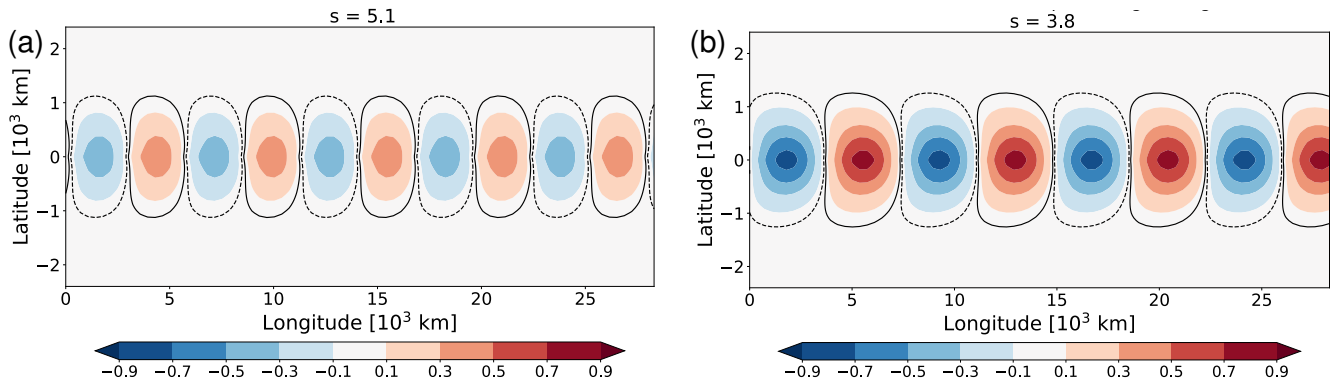 (a)
s = 5.1
Latitude [10³ km]
2
1
0
−1
−2
0 5 10 15 20 25
Longitude [10³ km]
−0.9 −0.7 −0.5 −0.3 −0.1 0.1 0.3 0.5 0.7 0.9
(b)
s = 3.8
Latitude [10³ km]
2
1
0
−1
−2
0 5 10 15 20 25
Longitude [10³ km]
−0.9 −0.7 −0.5 −0.3 −0.1 0.1 0.3 0.5 0.7 0.9